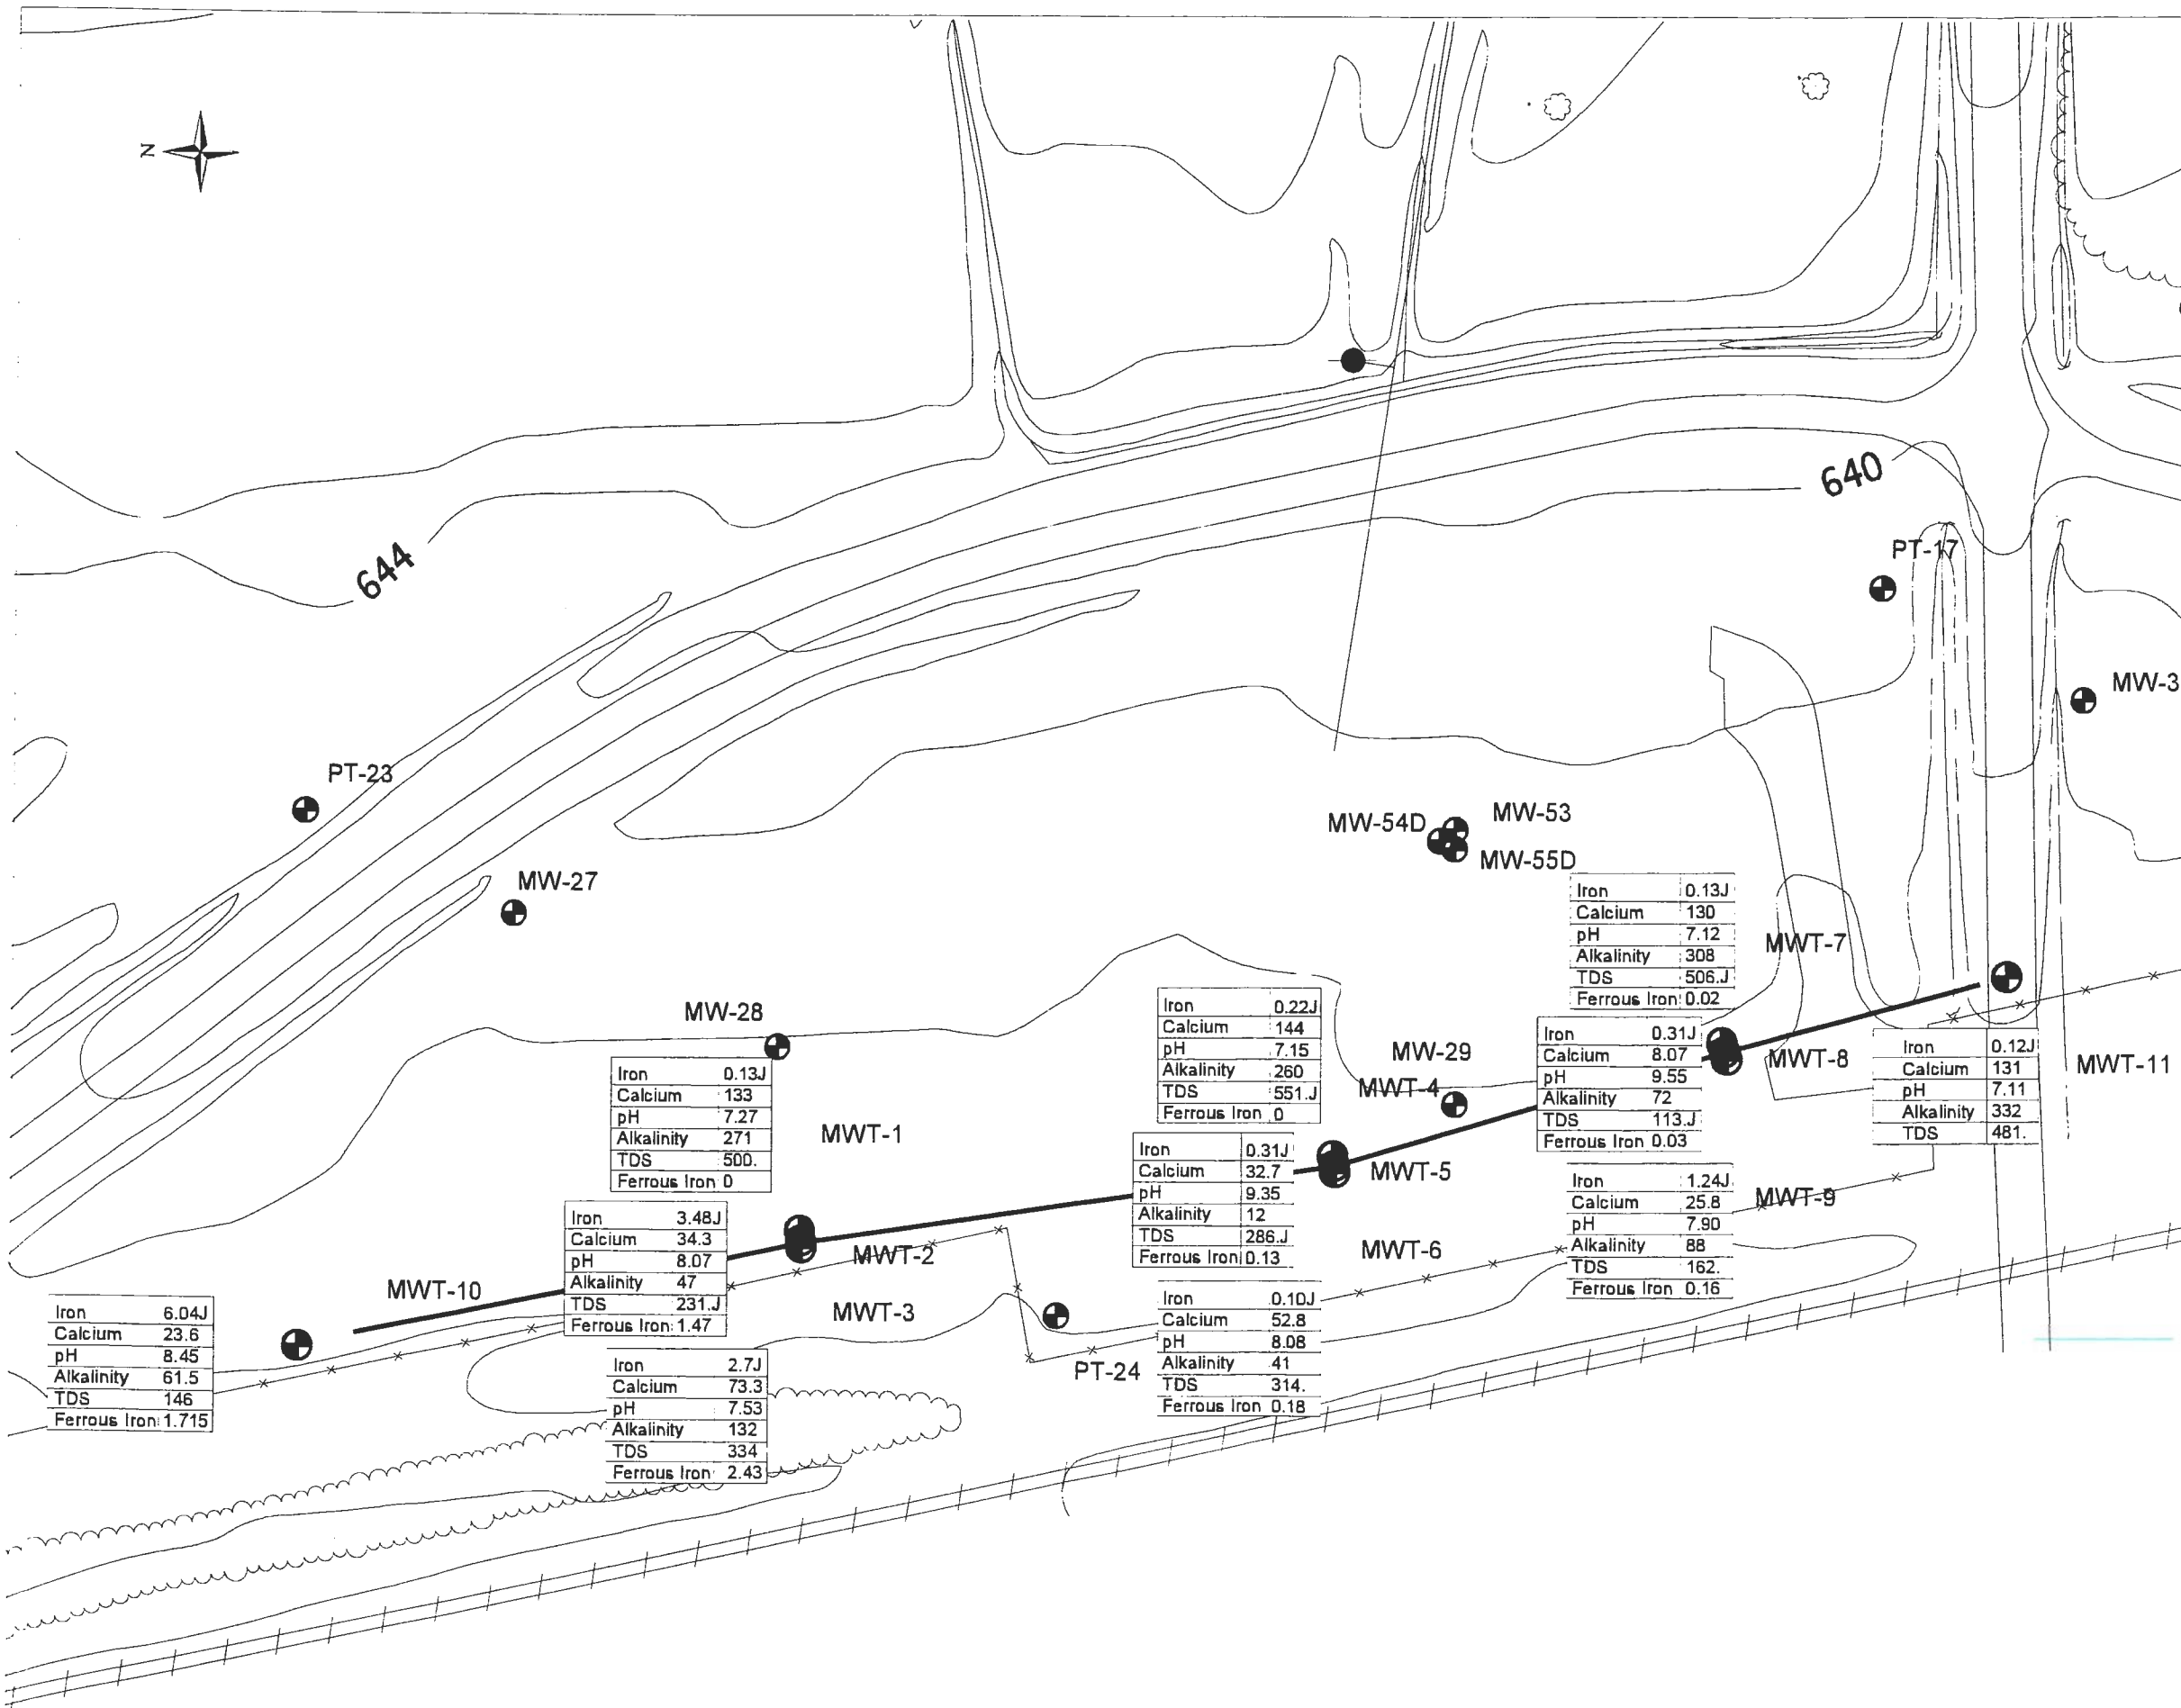 N
640
644
PT-17
MW-3
PT-23
MW-54D
MW-53
MW-55D
MW-27
Iron 0.13J
Calcium 130
pH 7.12
Alkalinity 308
TDS 506.J
Ferrous Iron 0.02
MWT-7
MW-28
Iron 0.22J
Calcium 144
pH 7.15
Alkalinity 260
TDS 551.J
Ferrous Iron 0
MW-29
MWT-4
Iron 0.31J
Calcium 8.07
pH 9.55
Alkalinity 72
TDS 113.J
Ferrous Iron 0.03
MWT-8
Iron 0.12J
Calcium 131
pH 7.11
Alkalinity 332
TDS 481.
MWT-11
Iron 0.13J
Calcium 133
pH 7.27
Alkalinity 271
TDS 500.
Ferrous Iron 0
MWT-1
Iron 0.31J
Calcium 32.7
pH 9.35
Alkalinity 12
TDS 286.J
Ferrous Iron 0.13
MWT-5
Iron 1.24J
Calcium 25.8
pH 7.90
Alkalinity 88
TDS 162.
Ferrous Iron 0.16
MWT-9
Iron 3.48J
Calcium 34.3
pH 8.07
Alkalinity 47
TDS 231.J
Ferrous Iron 1.47
MWT-2
MWT-6
MWT-10
MWT-3
Iron 6.04J
Calcium 23.6
pH 8.45
Alkalinity 61.5
TDS 146
Ferrous Iron 1.715
Iron 0.10J
Calcium 52.8
pH 8.08
Alkalinity 41
TDS 314.
Ferrous Iron 0.18
PT-24
Iron 2.7J
Calcium 73.3
pH 7.53
Alkalinity 132
TDS 334
Ferrous Iron 2.43